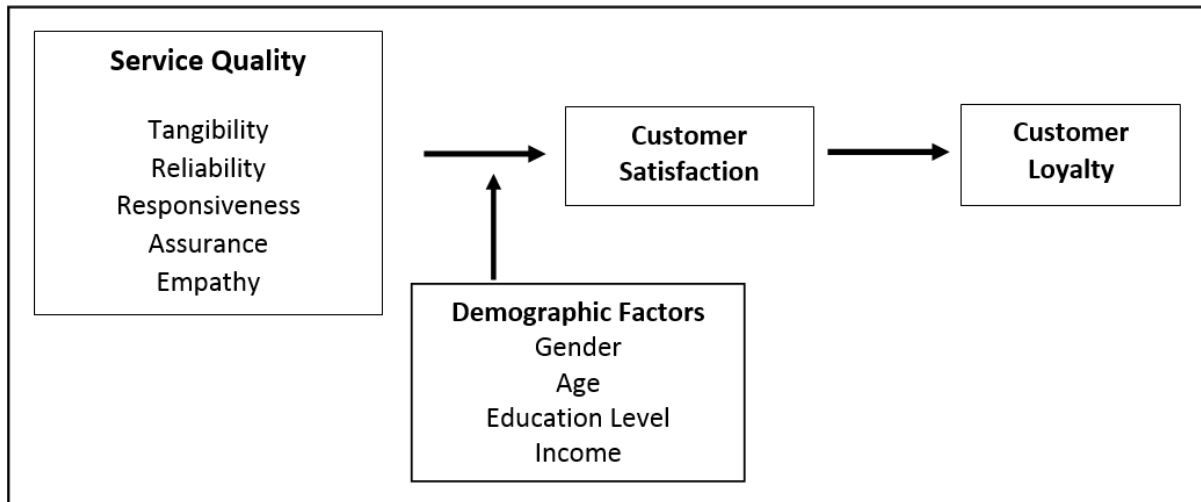 Service Quality
Tangibility
Reliability
Responsiveness
Assurance
Empathy
Customer
Satisfaction
Customer
Loyalty
Demographic Factors
Gender
Age
Education Level
Income